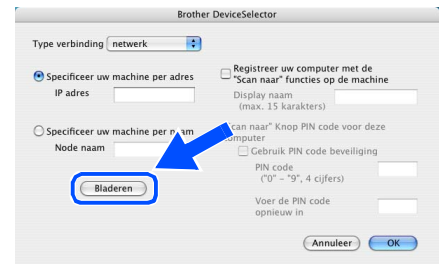 Brother DeviceSelector
Type verbinding netwerk
Specificeer uw machine per adres
IP adres
Specificeer uw machine per naam
Node naam
Bladeren
Registreer uw computer met de
"Scan naar" functies op de machine
Display naam
(max. 15 karakters)
"Scan naar" Knop PIN code voor deze
computer
Gebruik PIN code beveiliging
PIN code
("0" – "9", 4 cijfers)
Voer de PIN code
opnieuw in
Annuleer OK